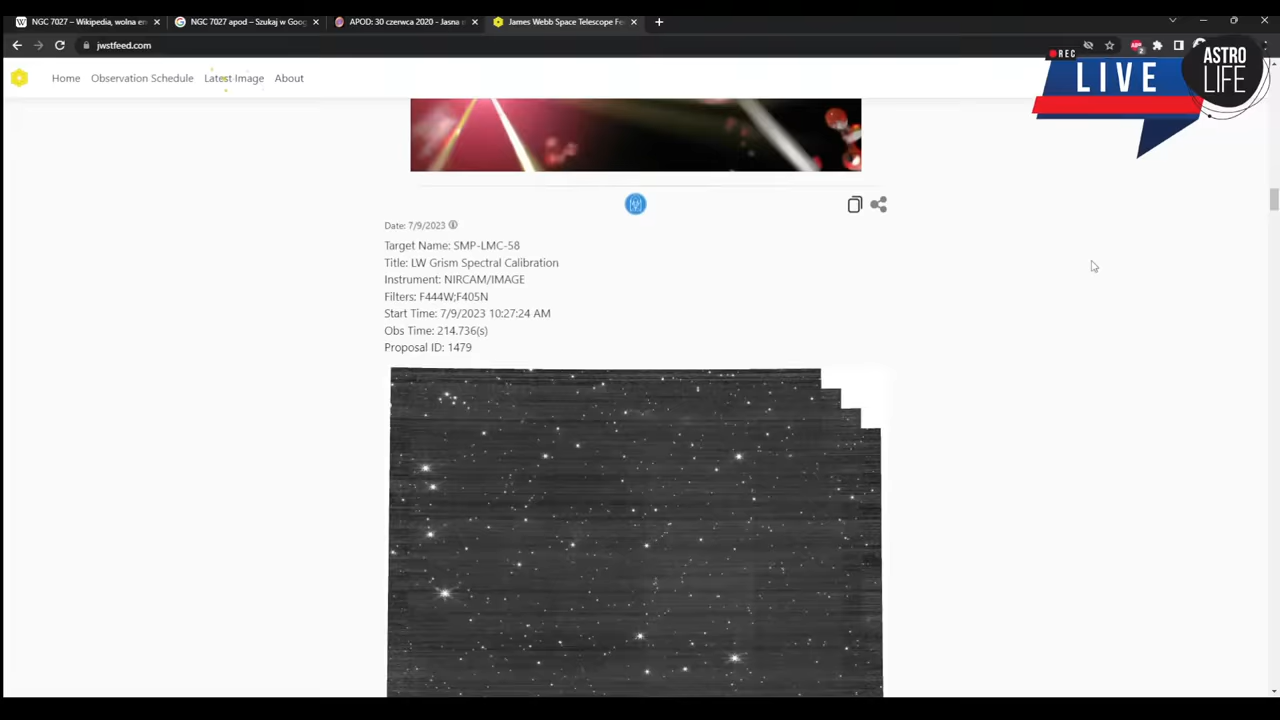 NGC 7027 – Wikipedia, wolna en
NGC 7027 apod – Szukaj w Goog
APOD: 30 czerwca 2020 - Jasna m
James Webb Space Telescope Fe
jwstfeed.com
REC
LIVE
ASTRO
LIFE
Home
Observation Schedule
Latest Image
About
Date: 7/9/2023
Target Name: SMP-LMC-58
Title: LW Grism Spectral Calibration
Instrument: NIRCAM/IMAGE
Filters: F444W;F405N
Start Time: 7/9/2023 10:27:24 AM
Obs Time: 214.736(s)
Proposal ID: 1479